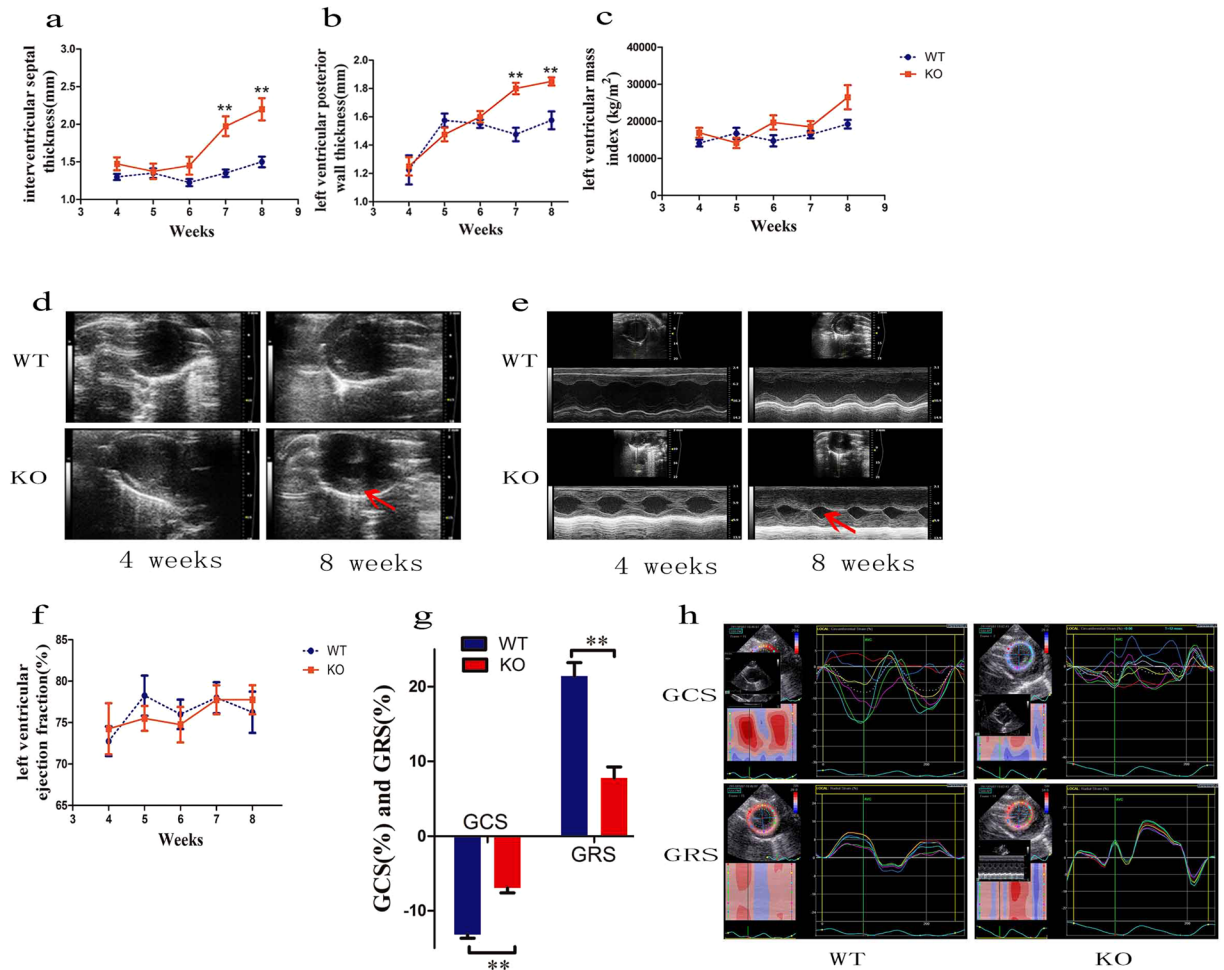 a
interventricular septal
thickness(mm)
3.0
2.5
2.0
1.5
1.0
**
**
3
4
5
6
7
8
9
Weeks
b
left ventricular posterior
wall thickness(mm)
2.0
1.8
1.6
1.4
1.2
1.0
**
**
3
4
5
6
7
8
Weeks
c
left ventricular mass
index (kg/m²)
40000
30000
20000
10000
0
3
4
5
6
7
8
9
Weeks
WT
KO
d
WT
KO
4 weeks
8 weeks
e
WT
KO
4 weeks
8 weeks
f
left ventricular
ejection fraction(%)
85
80
75
70
65
3
4
5
6
7
8
Weeks
WT
KO
g
GCS(%) and GRS(%)
20
10
0
-10
WT
KO
**
GCS
GRS
**
h
GCS
GRS
WT
KO